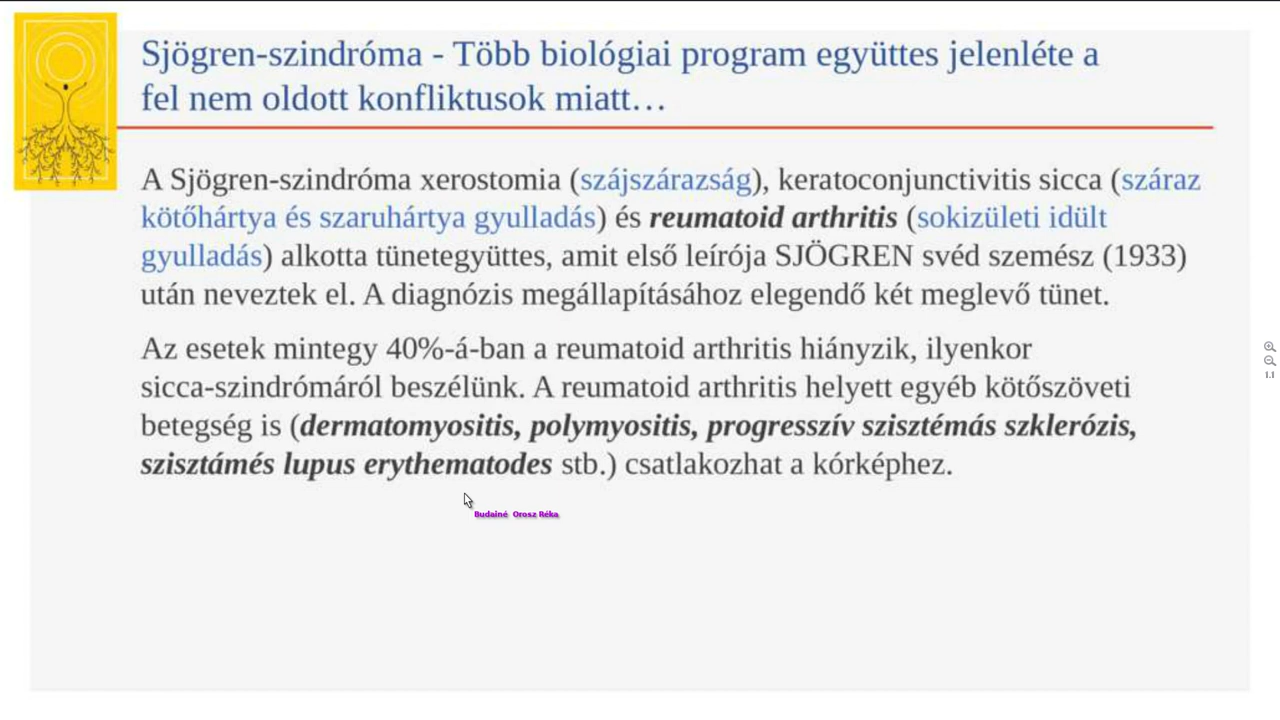 Sjögren-szindróma - Több biológiai program együttes jelenléte a
fel nem oldott konfliktusok miatt…
A Sjögren-szindróma xerostomia (szájszárazság), keratoconjunctivitis sicca (száraz
kötőhártya és szaruhártya gyulladás) és reumatoid arthritis (sokizületi idült
gyulladás) alkotta tünetegyüttes, amit első leírója SJÖGREN svéd szemész (1933)
után neveztek el. A diagnózis megállapításához elegendő két meglevő tünet.
Az esetek mintegy 40%-á-ban a reumatoid arthritis hiányzik, ilyenkor
sicca-szindrómáról beszélünk. A reumatoid arthritis helyett egyéb kötőszöveti
betegség is (dermatomyositis, polymyositis, progresszív szisztémás szklerózis,
szisztámés lupus erythematodes stb.) csatlakozhat a kórképhez.
Budainé Orosz Réka
1:1